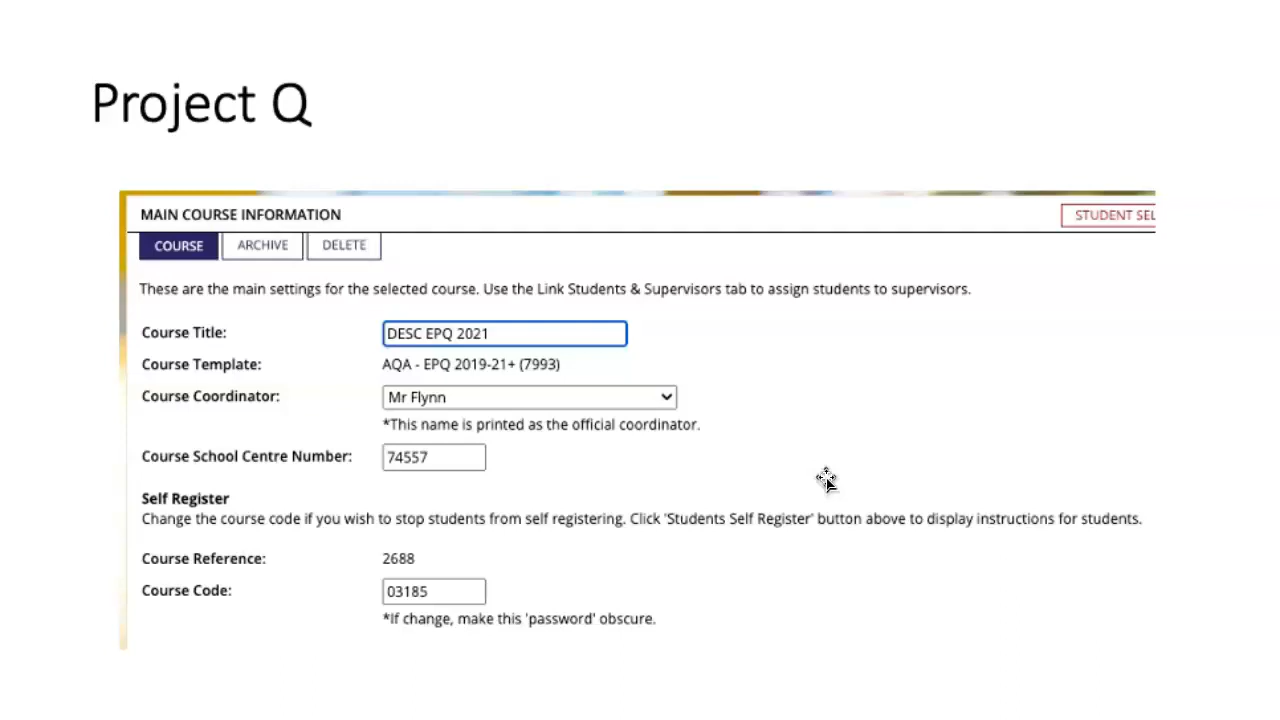 Project Q
MAIN COURSE INFORMATION
STUDENT SEL
COURSE ARCHIVE DELETE
These are the main settings for the selected course. Use the Link Students & Supervisors tab to assign students to supervisors.
Course Title: DESC EPQ 2021
Course Template: AQA - EPQ 2019-21+ (7993)
Course Coordinator: Mr Flynn
*This name is printed as the official coordinator.
Course School Centre Number: 74557
Self Register
Change the course code if you wish to stop students from self registering. Click 'Students Self Register' button above to display instructions for students.
Course Reference: 2688
Course Code: 03185
*If change, make this 'password' obscure.